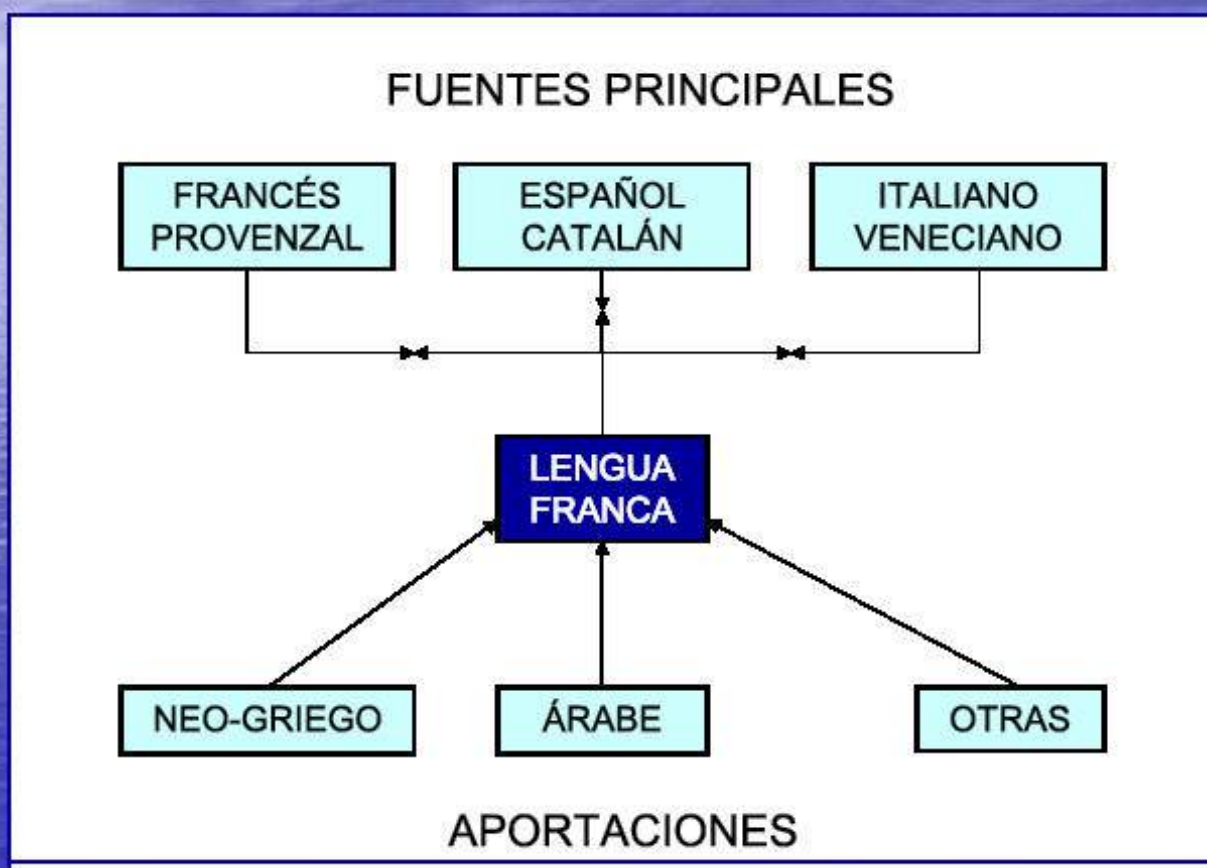 FUENTES PRINCIPALES
FRANCÉS
PROVENZAL
ESPAÑOL
CATALÁN
ITALIANO
VENECIANO
LENGUA
FRANCA
NEO-GRIEGO
ÁRABE
OTRAS
APORTACIONES